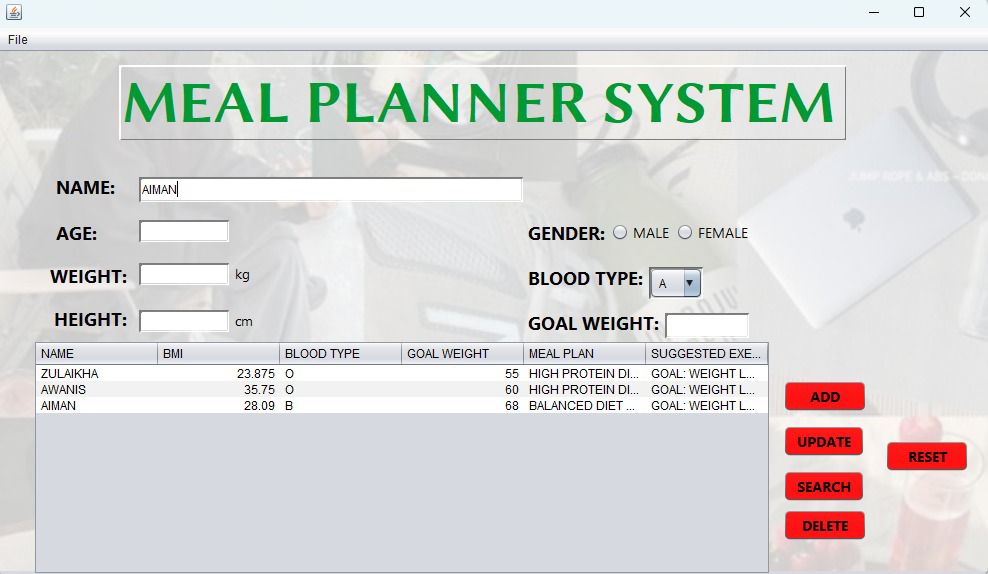 File
MEAL PLANNER SYSTEM
JUMP ROPE & ABS - CON
NAME: AIMAN
AGE:
GENDER: MALE FEMALE
WEIGHT: kg
BLOOD TYPE: A
HEIGHT: cm
GOAL WEIGHT:
NAME BMI BLOOD TYPE GOAL WEIGHT MEAL PLAN SUGGESTED EXE...
ZULAIKHA 23.875 O 55 HIGH PROTEIN DI... GOAL: WEIGHT L...
AWANIS 35.75 O 60 HIGH PROTEIN DI... GOAL: WEIGHT L...
AIMAN 28.09 B 68 BALANCED DIET ... GOAL: WEIGHT L...
ADD
UPDATE
RESET
SEARCH
DELETE